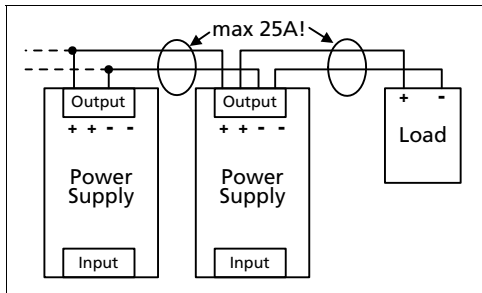 max 25A!
Output
+ + - -
Power
Supply
Input
Output
+ + - -
Power
Supply
Input
+ -
Load